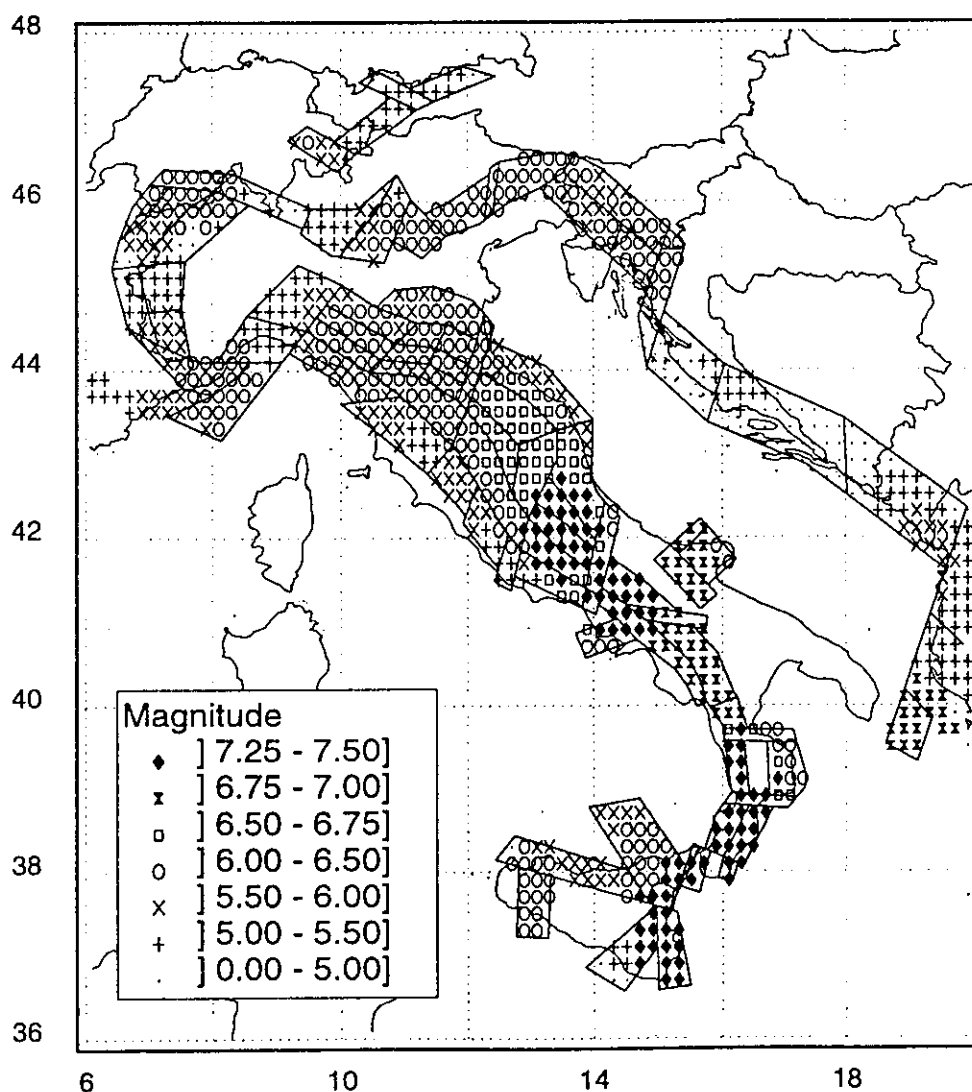 48
46
44
42
40
38
36
Magnitude
] 7.25 - 7.50]
] 6.75 - 7.00]
] 6.50 - 6.75]
] 6.00 - 6.50]
] 5.50 - 6.00]
] 5.00 - 5.50]
] 0.00 - 5.00]
6 10 14 18